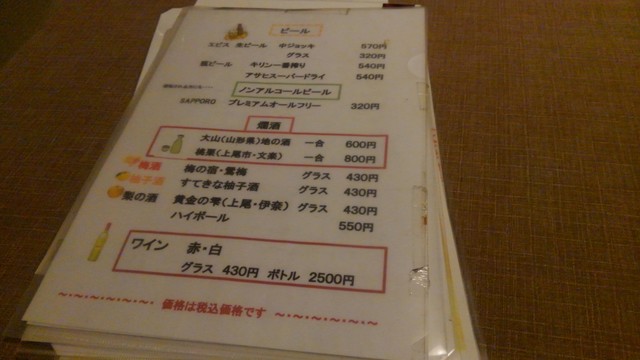 ビール
ヱビス 生ビール 中ジョッキ 570円
グラス 320円
瓶ビール キリン一番搾り 540円
アサヒスーパードライ 540円
ノンアルコールビール
SAPPORO プレミアムオールフリー 320円
燗酒
大山(山形県)地の酒 一合 600円
(上尾市・文楽) 一合 800円
梅酒 梅の宿・鶯梅 グラス 430円
柚子酒 すてきな柚子酒 グラス 430円
梨の酒 黄金の雫(上尾・伊奈) グラス 430円
ハイボール 550円
ワイン 赤・白
グラス 430円 ボトル 2500円
~・~・~・~・~・~・ 価格は税込価格です ~・~・~・~・~・~